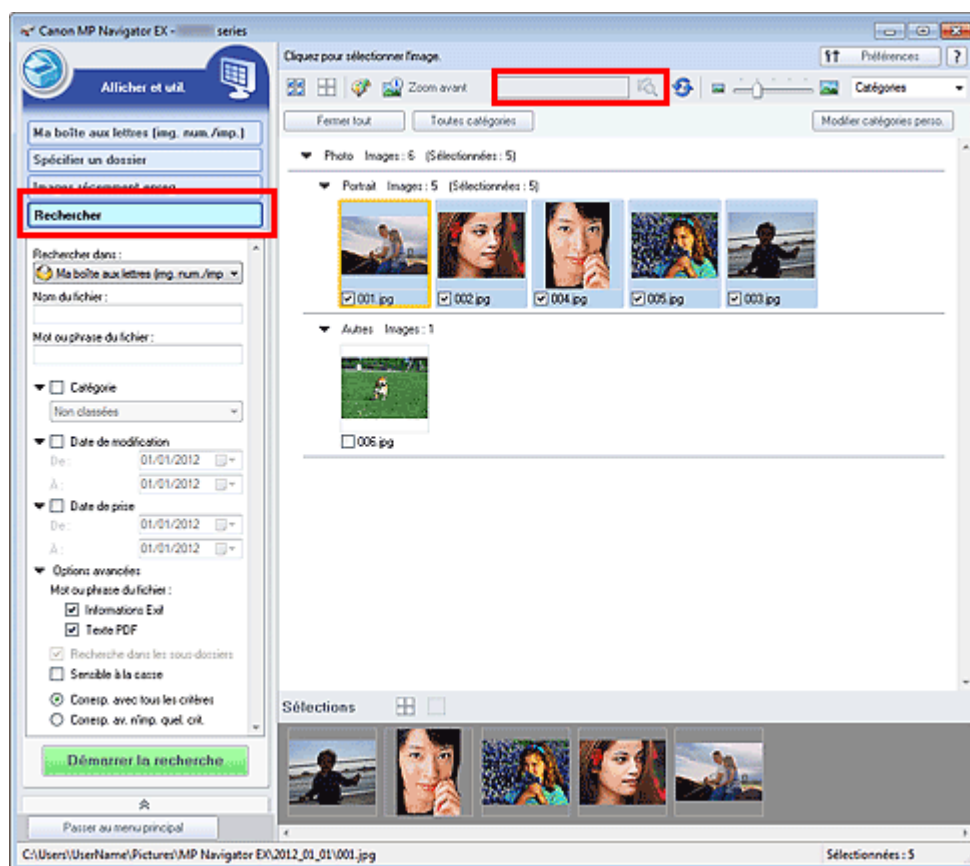 Canon MP Navigator EX - series
Afficher et util.
Ma boîte aux lettres (img. num./imp.)
Spécifier un dossier
Images récemment enreg.
Rechercher
Rechercher dans :
Ma boîte aux lettres (img. num./imp
Nom du fichier :
Mot ou phrase du fichier :
Catégorie
Non classées
Date de modification
De : 01/01/2012
À : 01/01/2012
Date de prise
De : 01/01/2012
À : 01/01/2012
Options avancées
Mot ou phrase du fichier :
Informations Exif
Texte PDF
Recherche dans les sous-dossiers
Sensible à la casse
Corresp. avec tous les critères
Corresp. av. n'imp. quel. crit.
Démarrer la recherche
Passer au menu principal
Cliquez pour sélectionner l'image.
Préférences ?
Zoom avant
Catégories
Fermer tout Toutes catégories Modifier catégories perso.
Photo Images : 6 (Sélectionnées : 5)
Portrait Images : 5 (Sélectionnées : 5)
001.jpg 002.jpg 004.jpg 005.jpg 003.jpg
Autres Images : 1
006.jpg
Sélections
C:\Users\UserName\Pictures\MP Navigator EX\2012_01_01\001.jpg
Sélectionnées : 5